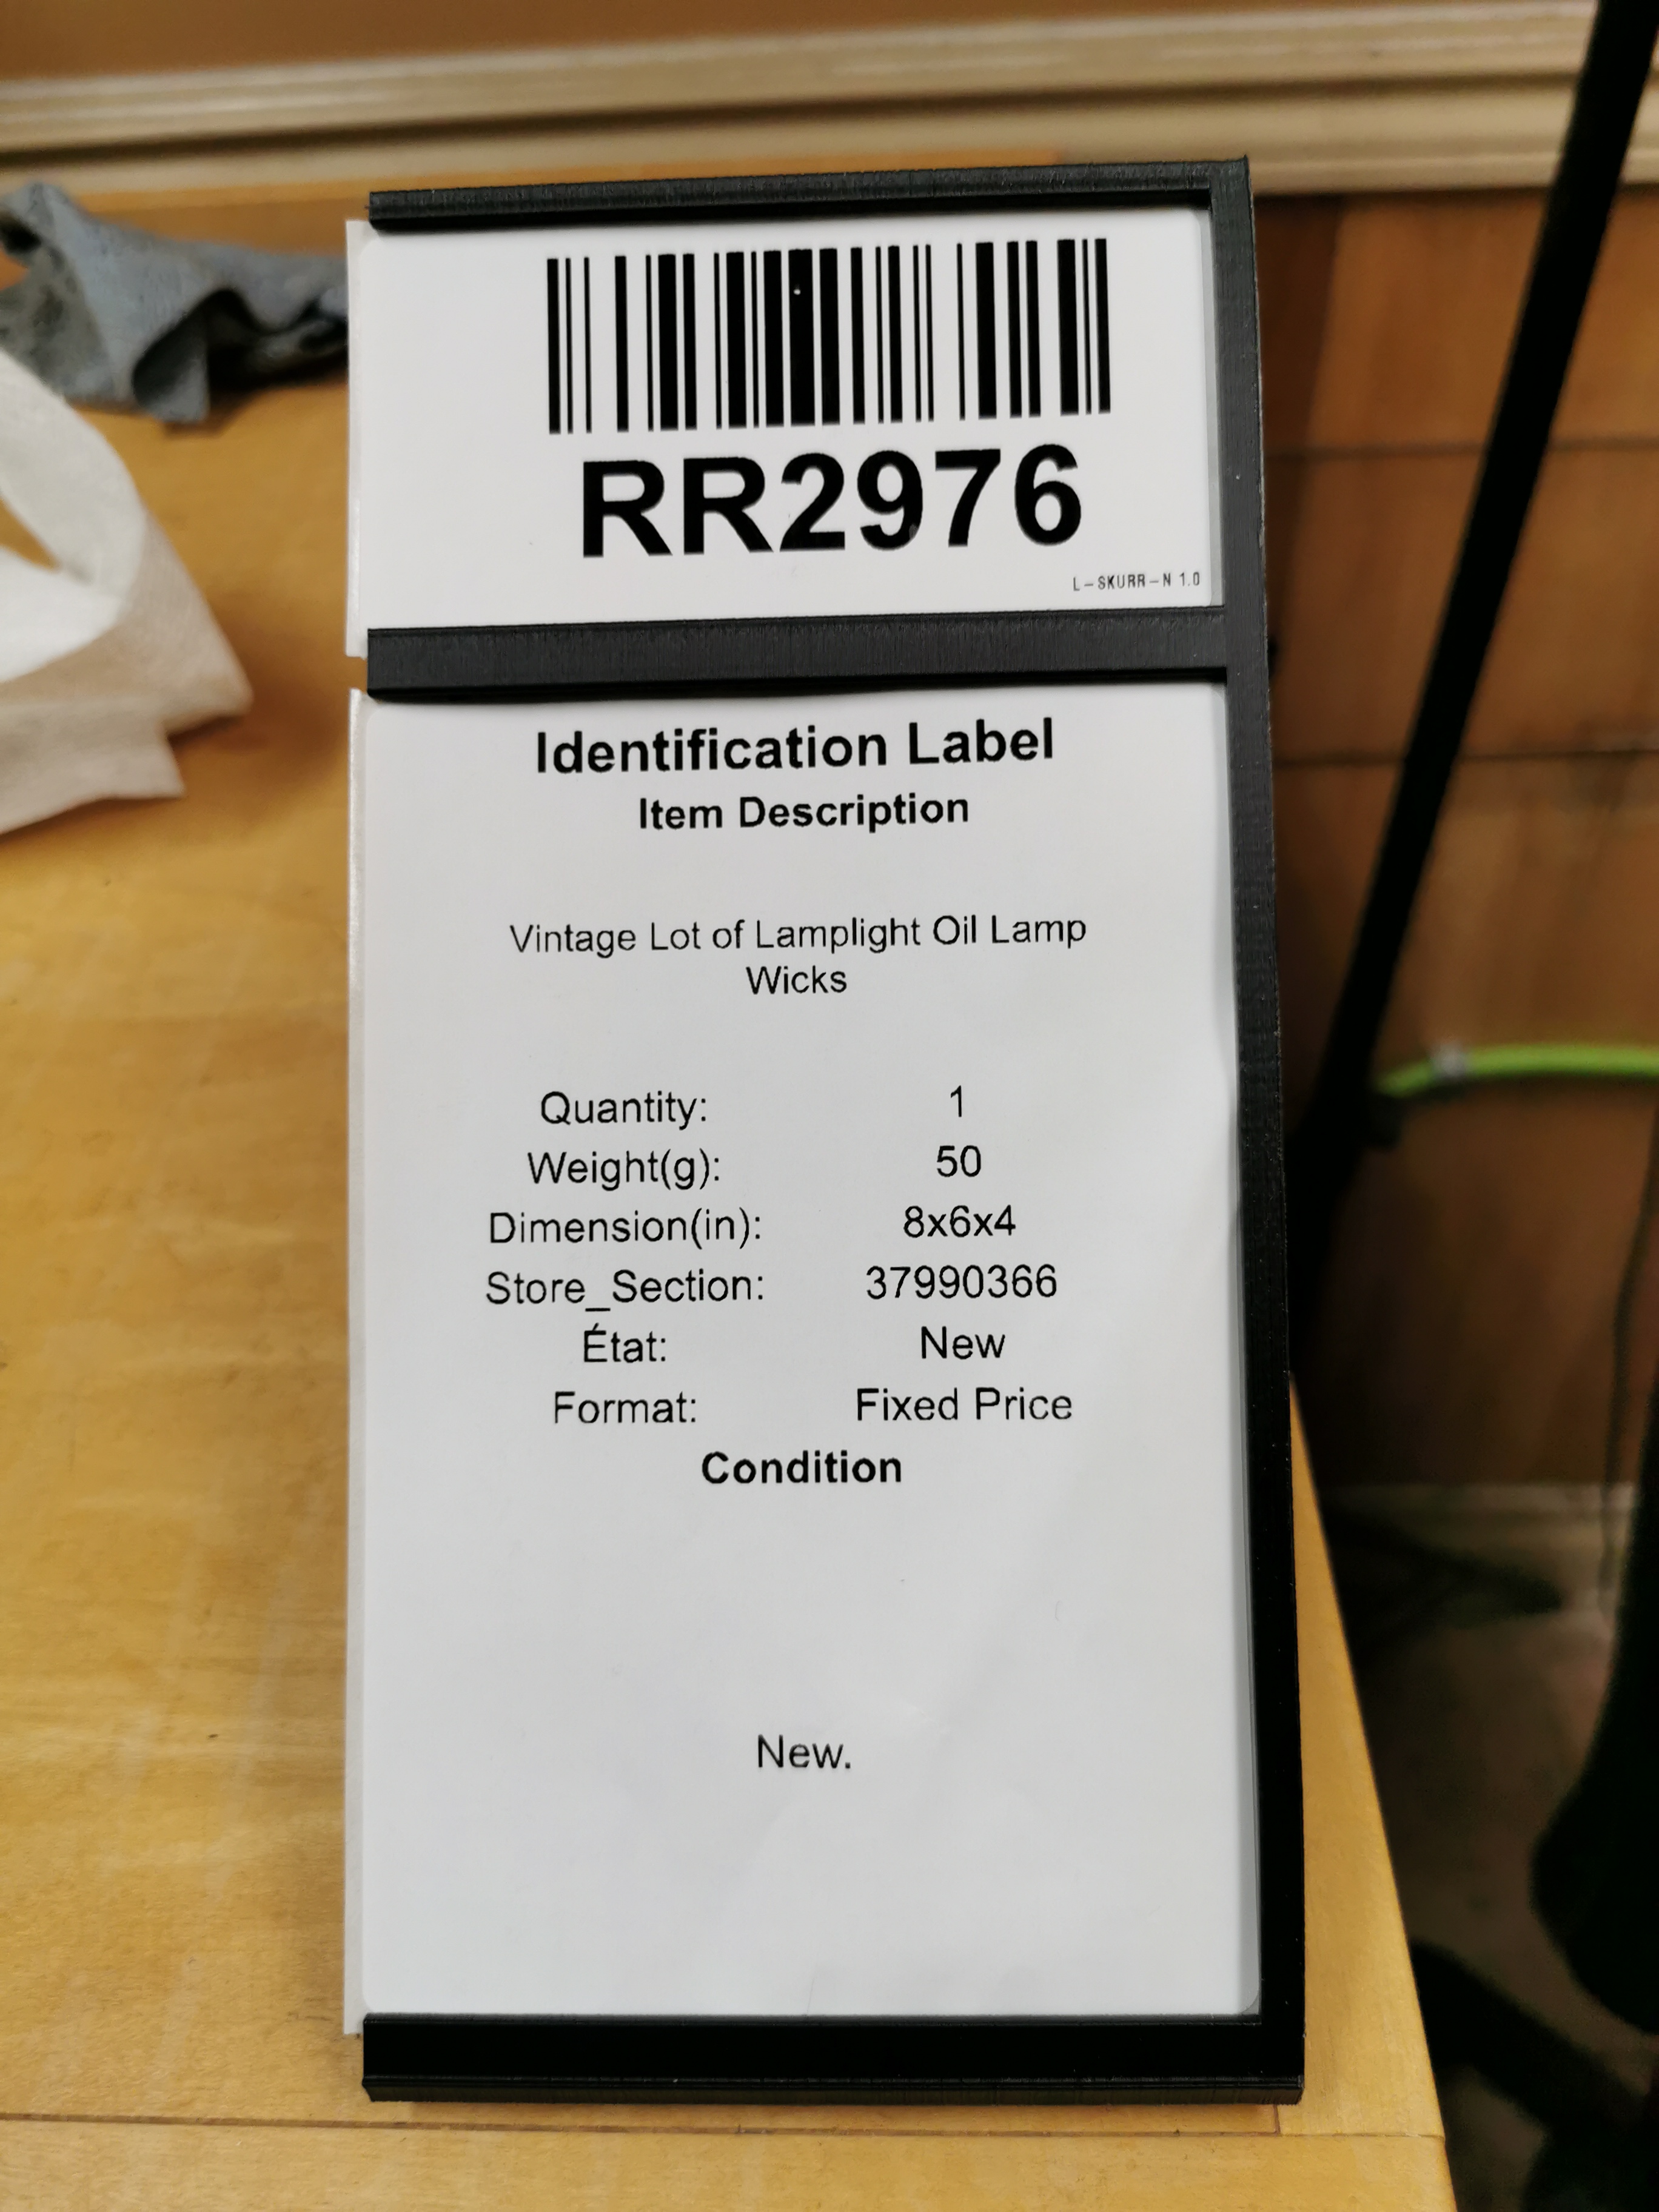 RR2976
L-SKURR-N 1.0
Identification Label
Item Description
Vintage Lot of Lamplight Oil Lamp
Wicks
Quantity: 1
Weight(g): 50
Dimension(in): 8x6x4
Store_Section: 37990366
État: New
Format: Fixed Price
Condition
New.